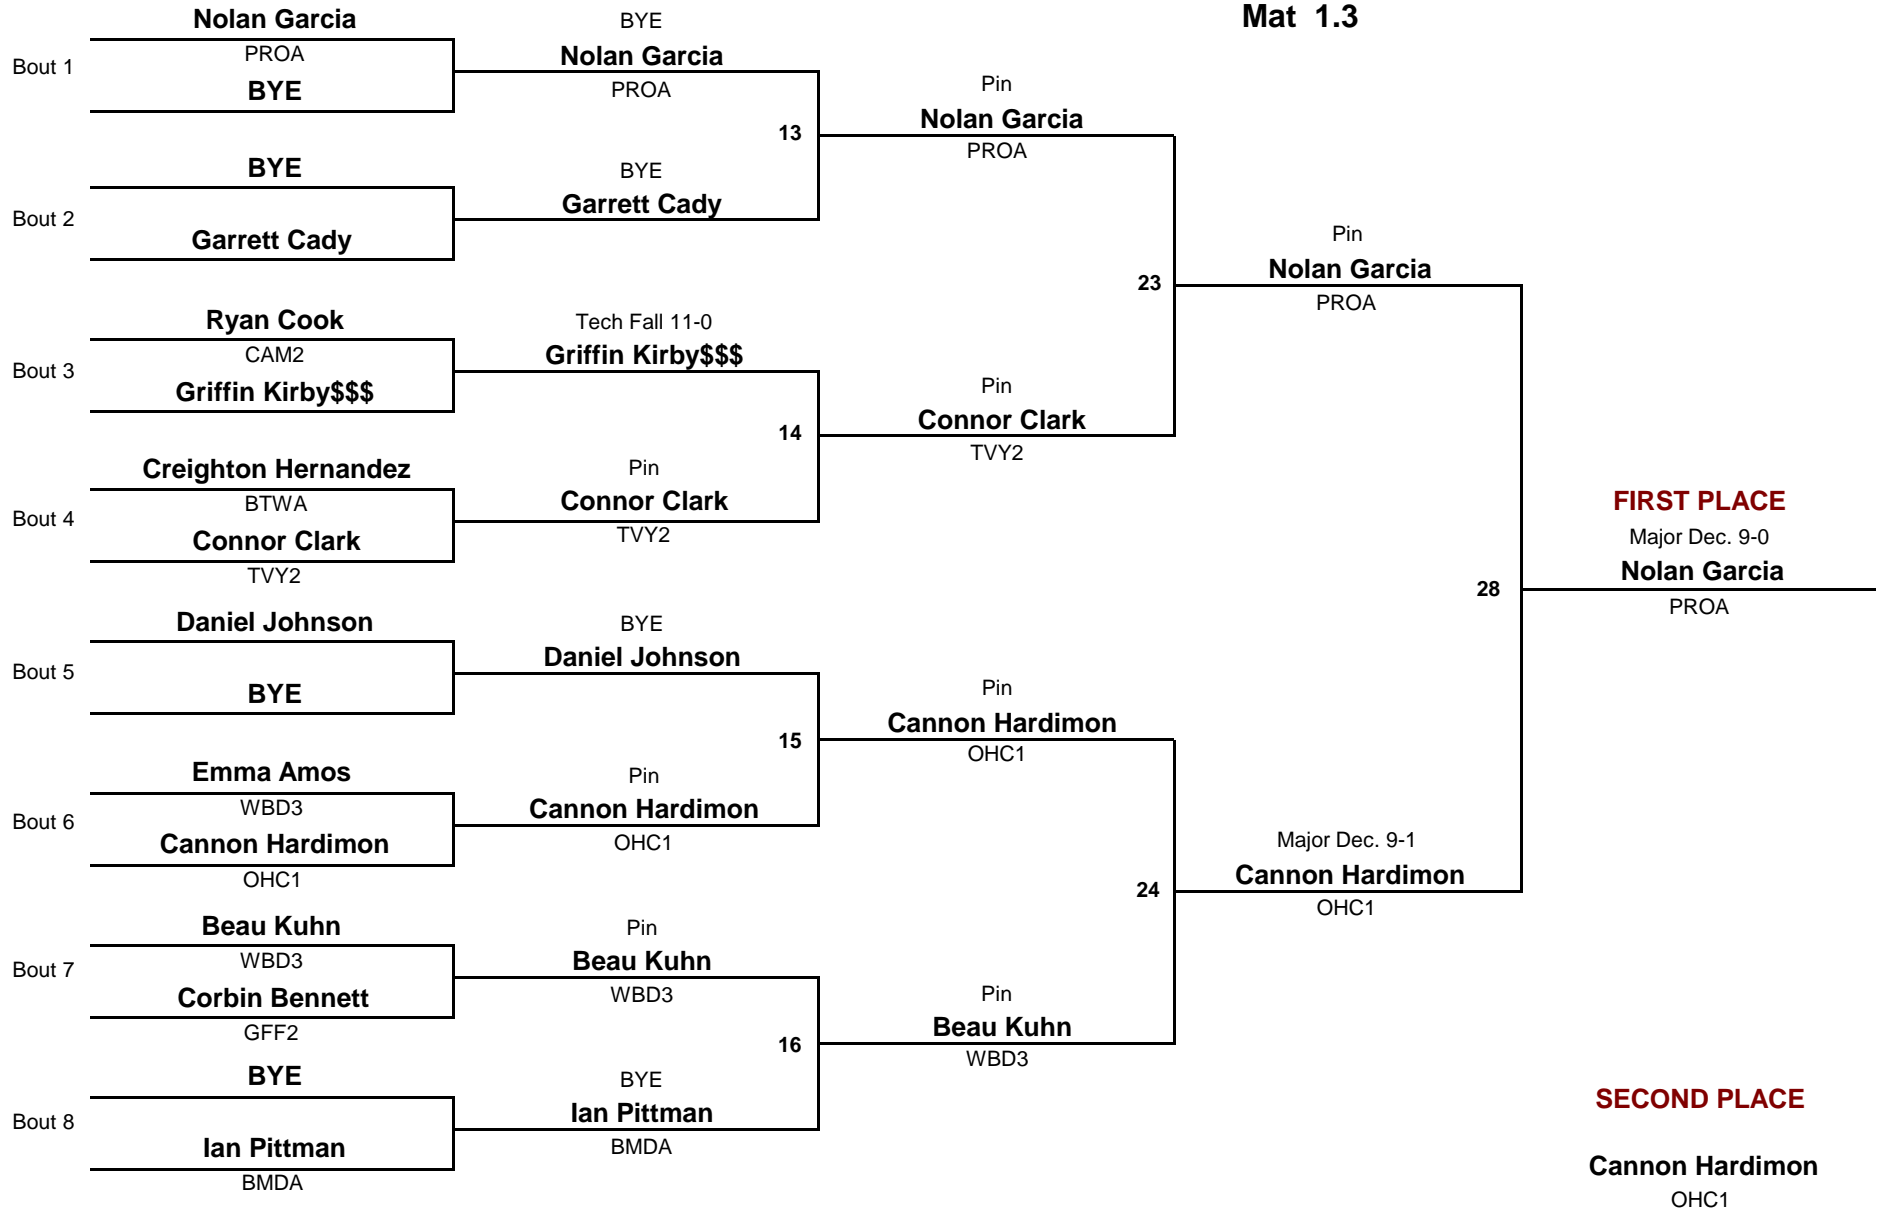 Mat 1.3
Nolan Garcia
Bout 1
PROA
BYE
BYE
Bout 2
Garrett Cady
Ryan Cook
Bout 3
CAM2
Griffin Kirby$$$
Creighton Hernandez
Bout 4
BTWA
Connor Clark
TVY2
Daniel Johnson
Bout 5
BYE
Emma Amos
Bout 6
WBD3
Cannon Hardimon
OHC1
Beau Kuhn
Bout 7
WBD3
Corbin Bennett
GFF2
BYE
Bout 8
Ian Pittman
BMDA
BYE
Nolan Garcia
PROA
13
BYE
Garrett Cady
Tech Fall 11-0
Griffin Kirby$$$
14
Pin
Connor Clark
TVY2
BYE
Daniel Johnson
15
Pin
Cannon Hardimon
OHC1
Pin
Beau Kuhn
WBD3
16
BYE
Ian Pittman
BMDA
Pin
Nolan Garcia
PROA
23
Pin
Connor Clark
TVY2
Pin
Cannon Hardimon
OHC1
24
Pin
Beau Kuhn
WBD3
Pin
Nolan Garcia
PROA
28
Major Dec. 9-1
Cannon Hardimon
OHC1
FIRST PLACE
Major Dec. 9-0
Nolan Garcia
PROA
SECOND PLACE
Cannon Hardimon
OHC1